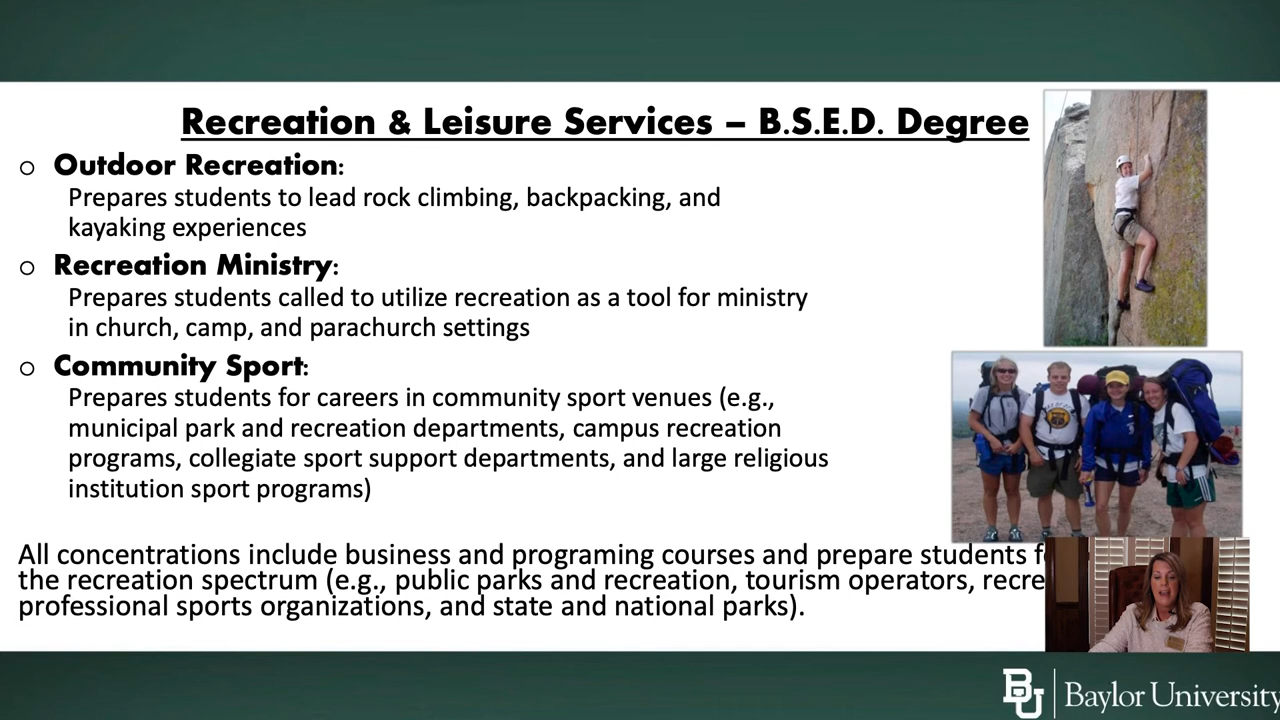 Recreation & Leisure Services – B.S.E.D. Degree
o Outdoor Recreation:
Prepares students to lead rock climbing, backpacking, and
kayaking experiences
o Recreation Ministry:
Prepares students called to utilize recreation as a tool for ministry
in church, camp, and parachurch settings
o Community Sport:
Prepares students for careers in community sport venues (e.g.,
municipal park and recreation departments, campus recreation
programs, collegiate sport support departments, and large religious
institution sport programs)
All concentrations include business and programing courses and prepare students
the recreation spectrum (e.g., public parks and recreation, tourism operators,
professional sports organizations, and state and national parks).
BU Baylor University